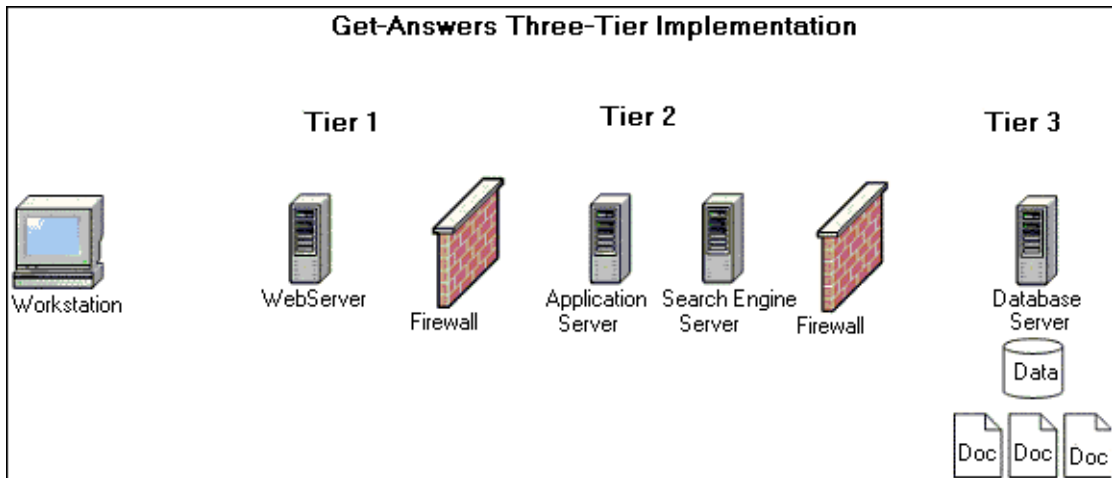 Get-Answers Three-Tier Implementation
Tier 1
Tier 2
Tier 3
Workstation
WebServer
Firewall
Application
Server
Search Engine
Server
Firewall
Database
Server
Data
Doc
Doc
Doc